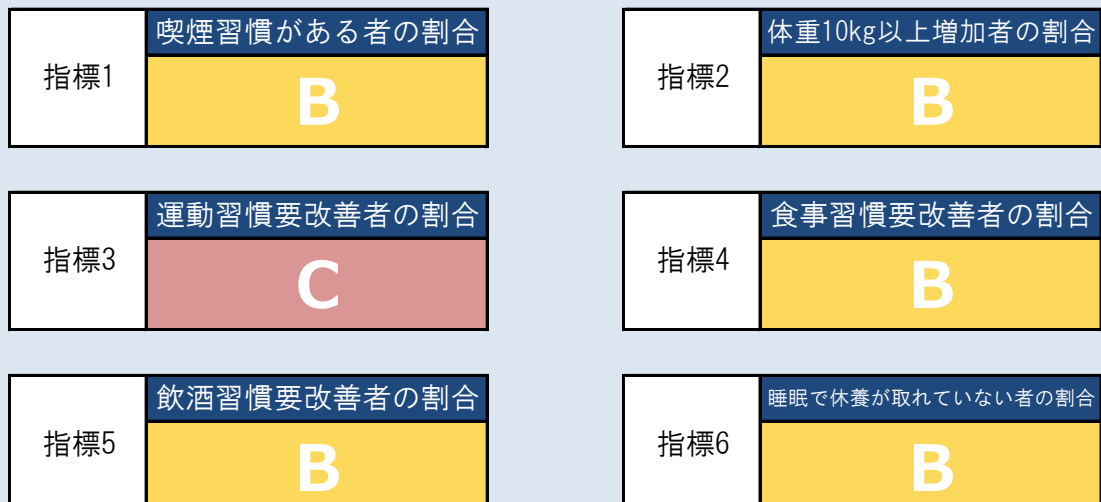 指標1
喫煙習慣がある者の割合
B
指標2
体重10kg以上増加者の割合
B
指標3
運動習慣要改善者の割合
C
指標4
食事習慣要改善者の割合
B
指標5
飲酒習慣要改善者の割合
B
指標6
睡眠で休養が取れていない者の割合
B